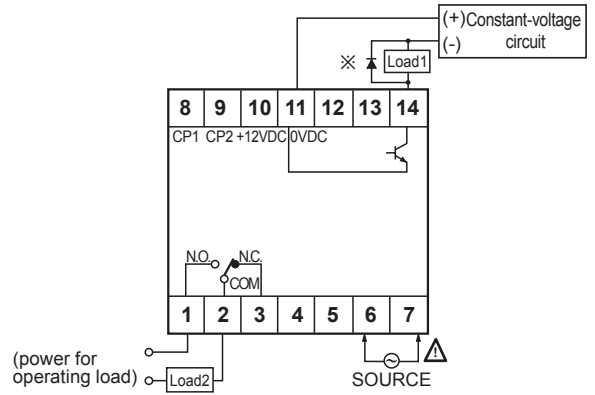 (+) Constant-voltage
(-) circuit
※ Load1
8 9 10 11 12 13 14
CP1 CP2 +12VDC 0VDC
N.O. N.C.
COM
1 2 3 4 5 6 7
(power for
operating load)
Load2
SOURCE
!